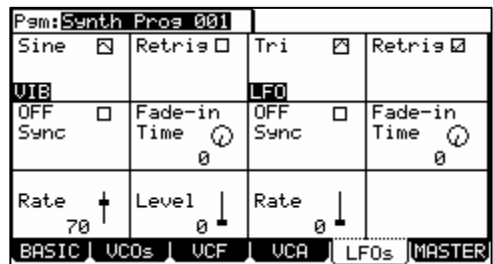 Pgm:Synth Prog 001
Sine Retrig Tri Retrig
VIB LFO
OFF Fade-in OFF Fade-in
Sync Time Sync Time
0 0
Rate Level Rate
70 0 0
BASIC VCOs VCF VCA LFOs MASTER